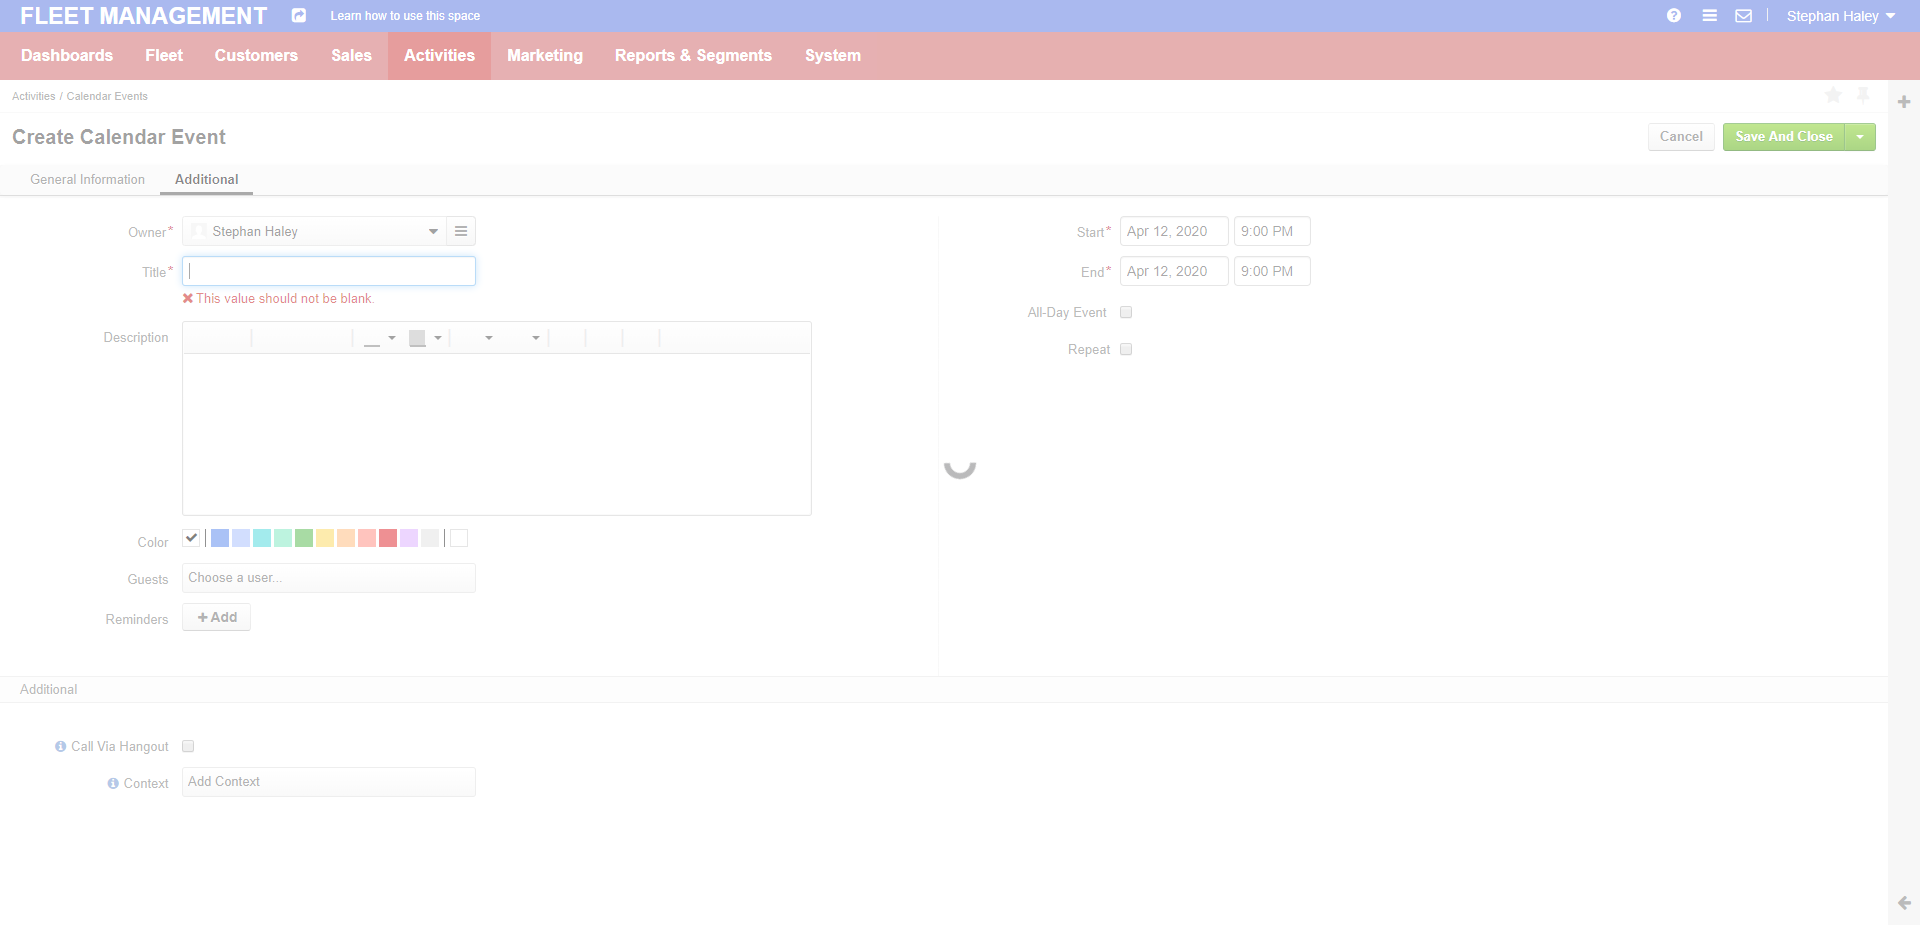 FLEET MANAGEMENT Learn how to use this space Stephan Haley
Dashboards Fleet Customers Sales Activities Marketing Reports & Segments System
Activities / Calendar Events
Create Calendar Event Cancel Save And Close
General Information Additional
Owner* Stephan Haley Start* Apr 12, 2020 9:00 PM
Title* End* Apr 12, 2020 9:00 PM
This value should not be blank.
All-Day Event
Description
Repeat
Color
Guests Choose a user...
Reminders Add
Additional
Call Via Hangout
Context Add Context